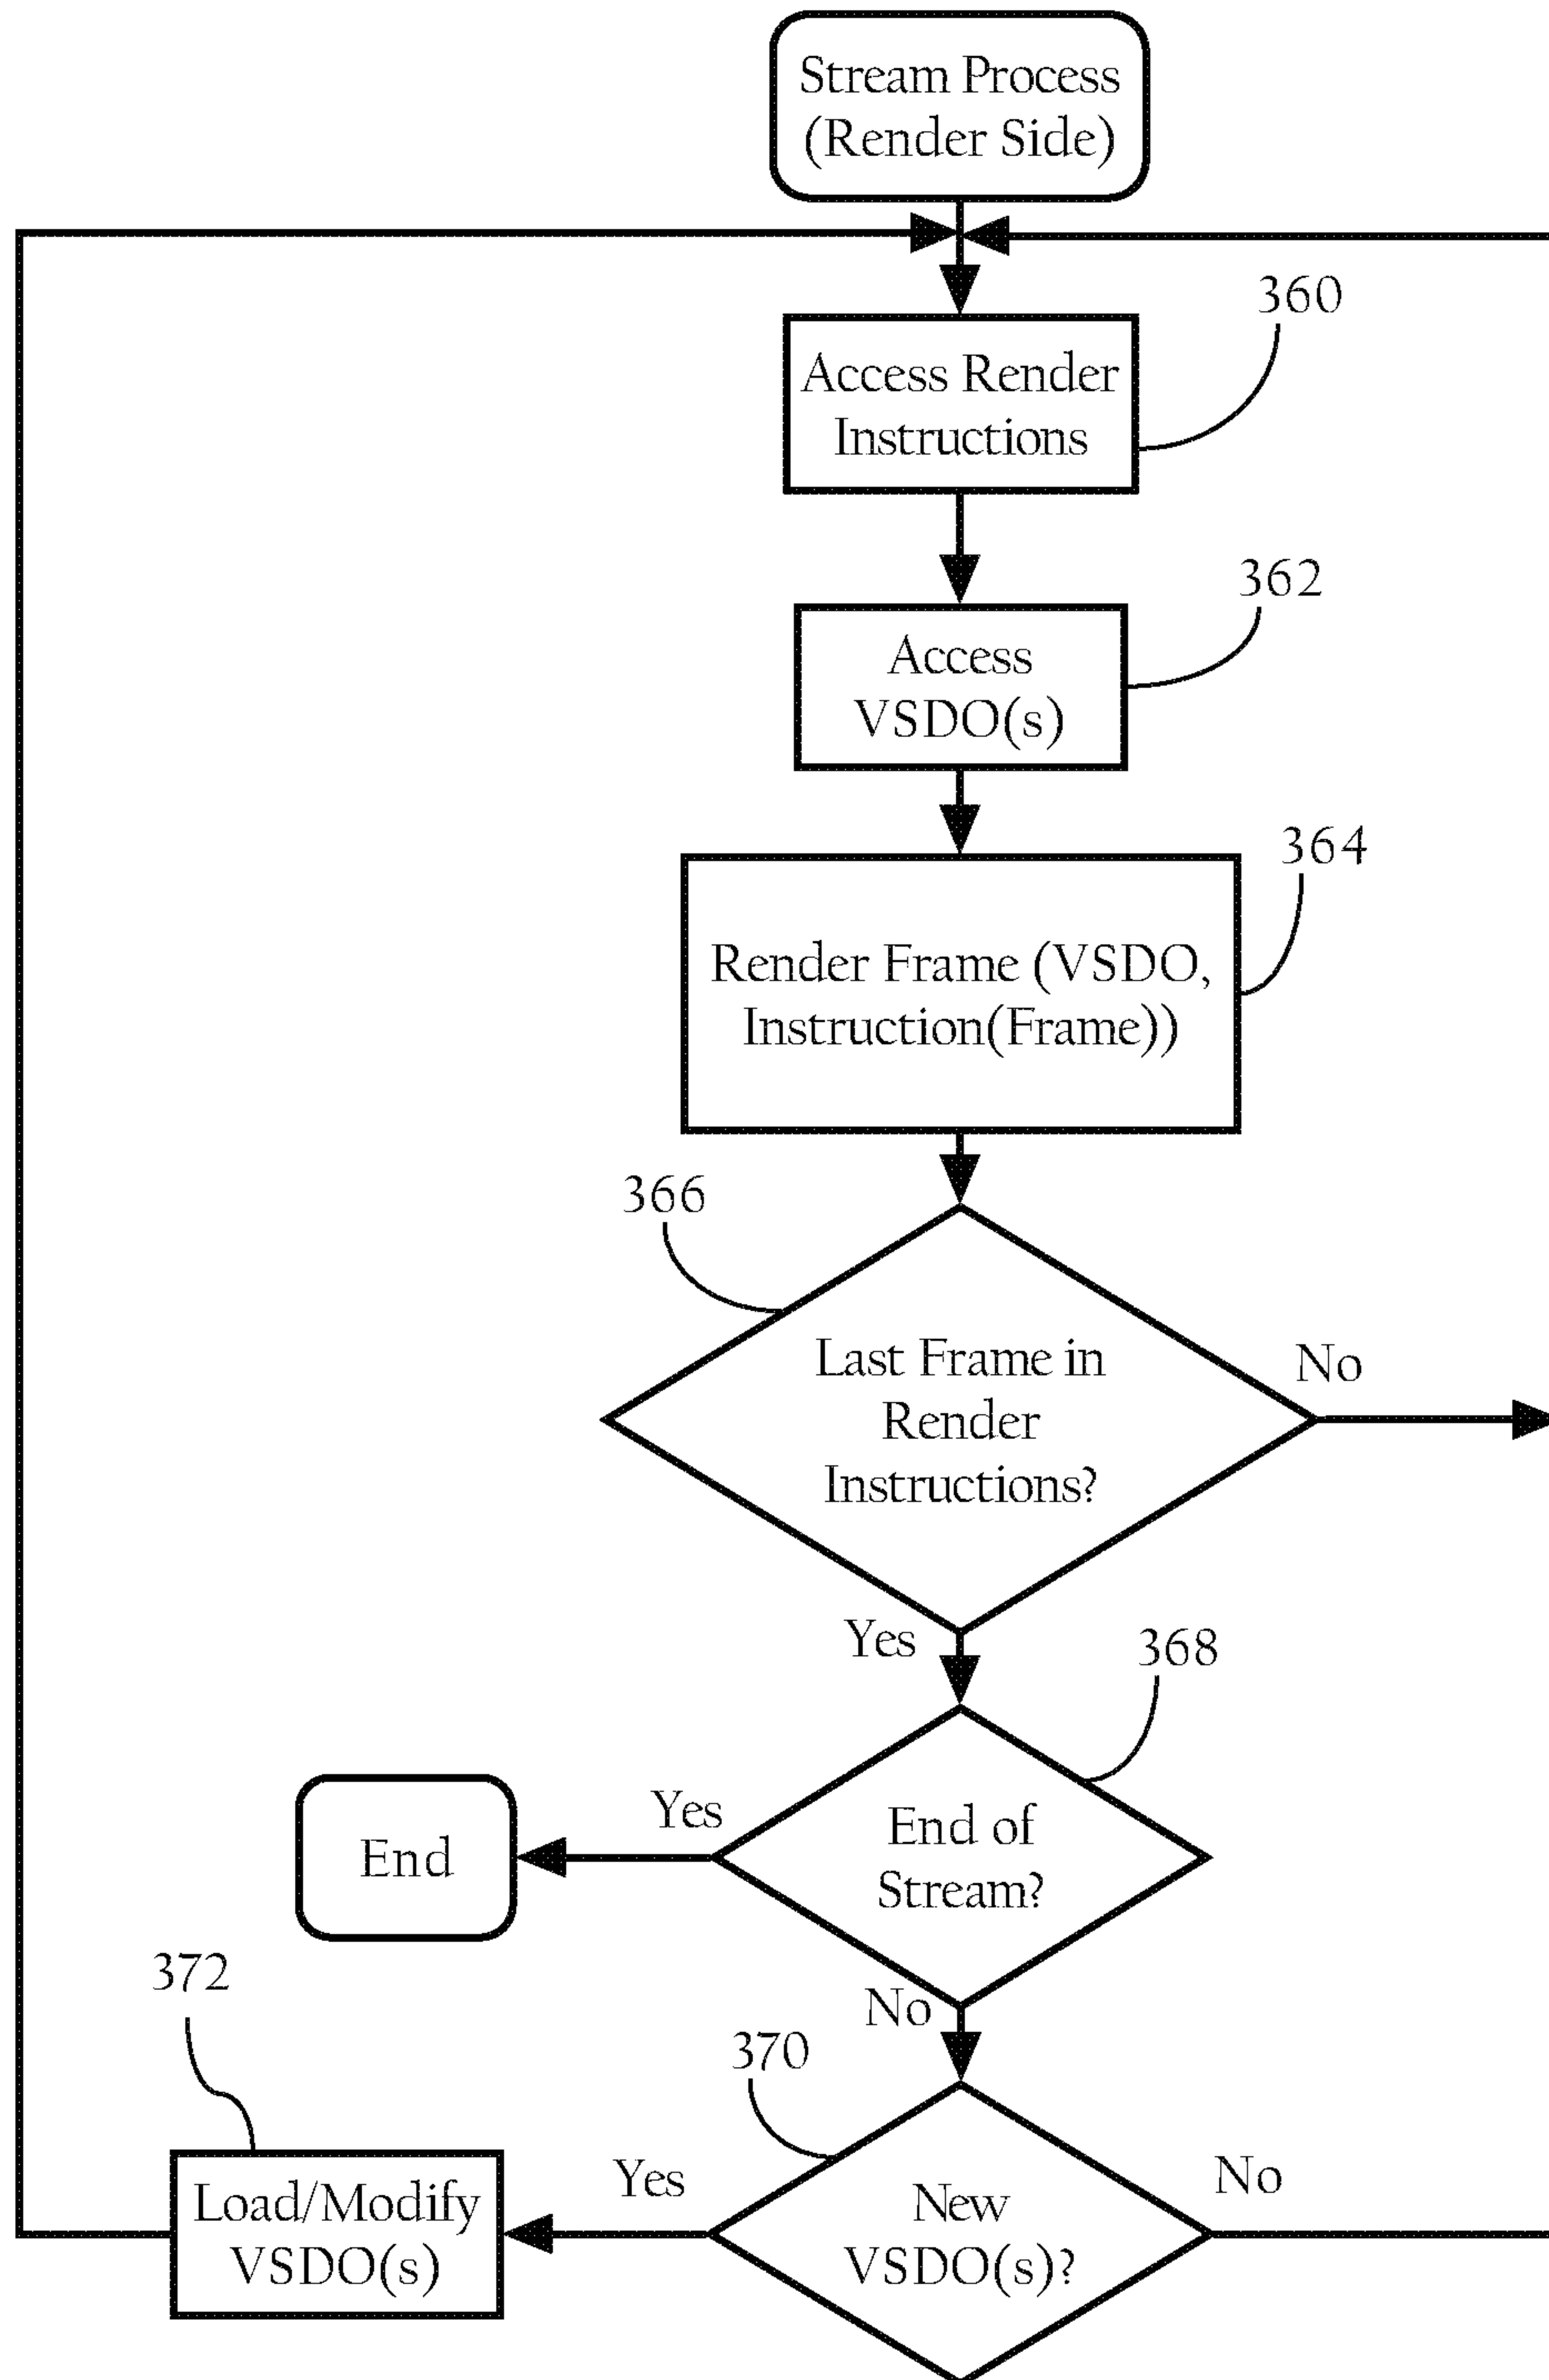 Stream Process
(Render Side)
360
Access Render
Instructions
362
Access
VSDO(s)
364
Render Frame (VSDO,
Instruction(Frame))
366
Last Frame in
Render
Instructions?
No
Yes
368
End of
Stream?
Yes
End
No
372
370
New
VSDO(s)?
Yes
No
Load/Modify
VSDO(s)